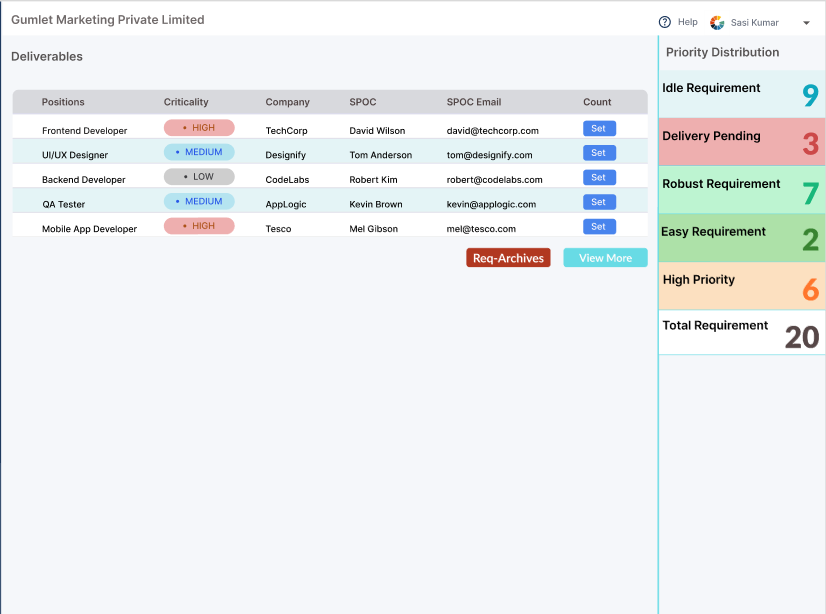 Gumlet Marketing Private Limited
Help Sasi Kumar
Deliverables
Positions Criticality Company SPOC SPOC Email Count
Frontend Developer • HIGH TechCorp David Wilson david@techcorp.com Set
UI/UX Designer • MEDIUM Designify Tom Anderson tom@designify.com Set
Backend Developer • LOW CodeLabs Robert Kim robert@codelabs.com Set
QA Tester • MEDIUM AppLogic Kevin Brown kevin@applogic.com Set
Mobile App Developer • HIGH Tesco Mel Gibson mel@tesco.com Set
Req-Archives View More
Priority Distribution
Idle Requirement 9
Delivery Pending 3
Robust Requirement 7
Easy Requirement 2
High Priority 6
Total Requirement 20